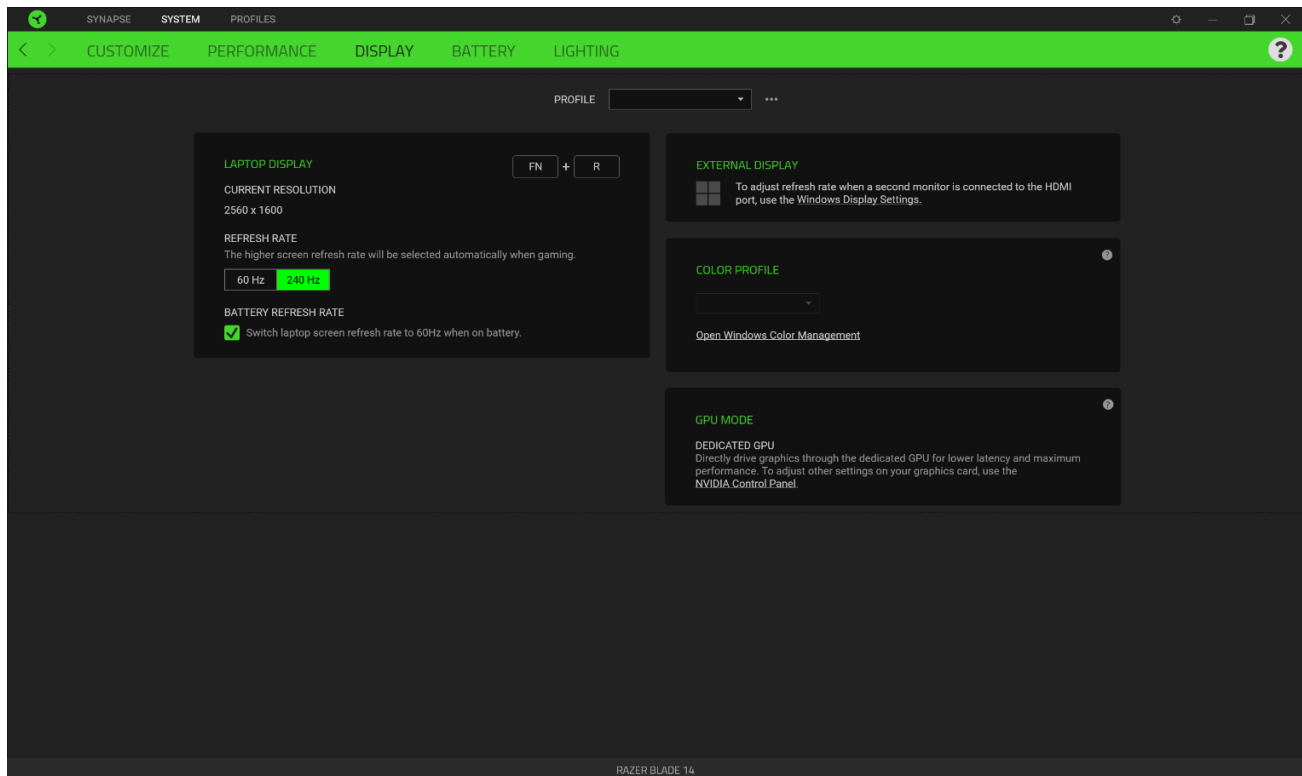 SYNAPSE SYSTEM PROFILES
CUSTOMIZE PERFORMANCE DISPLAY BATTERY LIGHTING ?
PROFILE
LAPTOP DISPLAY FN + R
CURRENT RESOLUTION
2560 x 1600
REFRESH RATE
The higher screen refresh rate will be selected automatically when gaming.
60 Hz 240 Hz
BATTERY REFRESH RATE
Switch laptop screen refresh rate to 60Hz when on battery.
EXTERNAL DISPLAY
To adjust refresh rate when a second monitor is connected to the HDMI
port, use the Windows Display Settings.
COLOR PROFILE ?
Open Windows Color Management
GPU MODE ?
DEDICATED GPU
Directly drive graphics through the dedicated GPU for lower latency and maximum
performance. To adjust other settings on your graphics card, use the
NVIDIA Control Panel.
RAZER BLADE 14